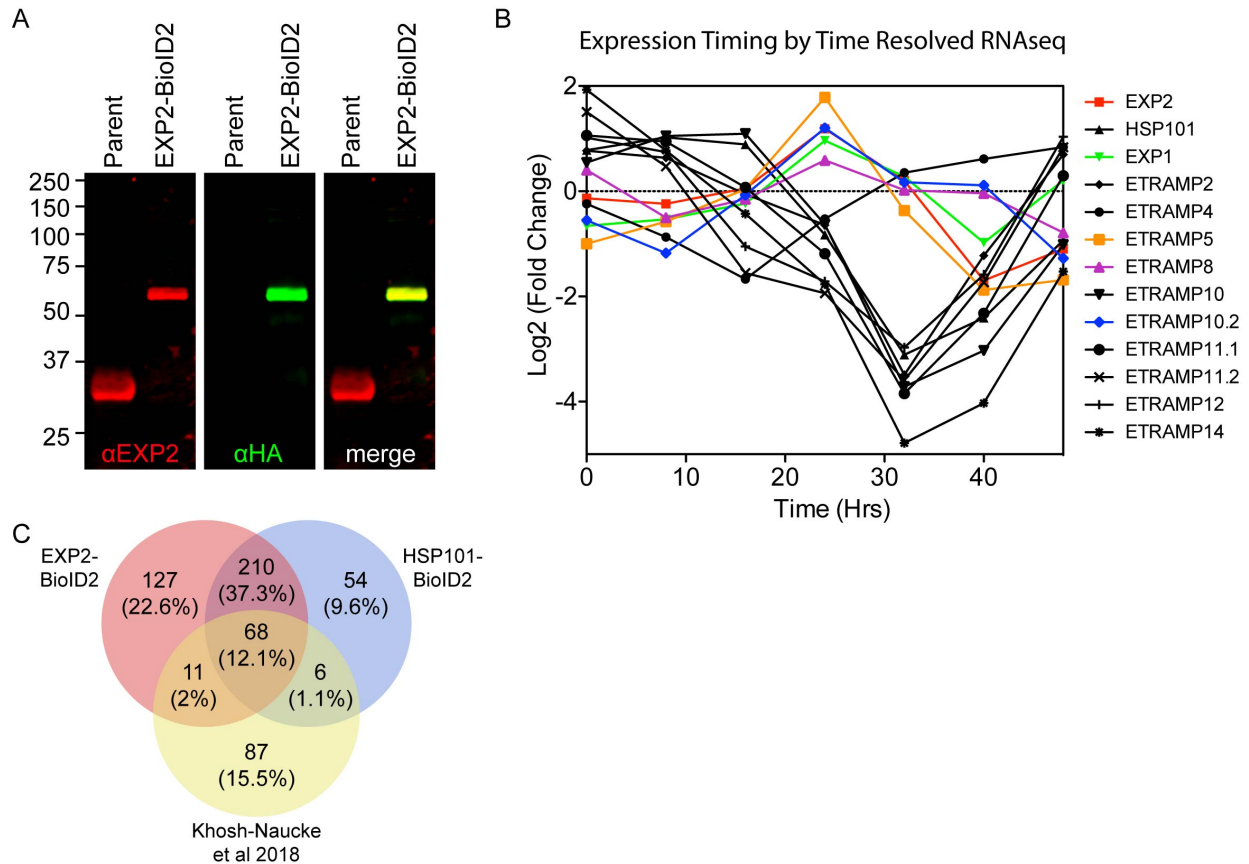 A
Parent
EXP2-BioID2
Parent
EXP2-BioID2
Parent
EXP2-BioID2
250
150
100
75
50
37
25
αEXP2
αHA
merge
B
Expression Timing by Time Resolved RNAseq
Log2 (Fold Change)
2
0
-2
-4
0
10
20
30
40
Time (Hrs)
EXP2
HSP101
EXP1
ETRAMP2
ETRAMP4
ETRAMP5
ETRAMP8
ETRAMP10
ETRAMP10.2
ETRAMP11.1
ETRAMP11.2
ETRAMP12
ETRAMP14
C
EXP2-
BioID2
HSP101-
BioID2
127
(22.6%)
210
(37.3%)
54
(9.6%)
68
(12.1%)
11
(2%)
6
(1.1%)
87
(15.5%)
Khosh-Naucke
et al 2018